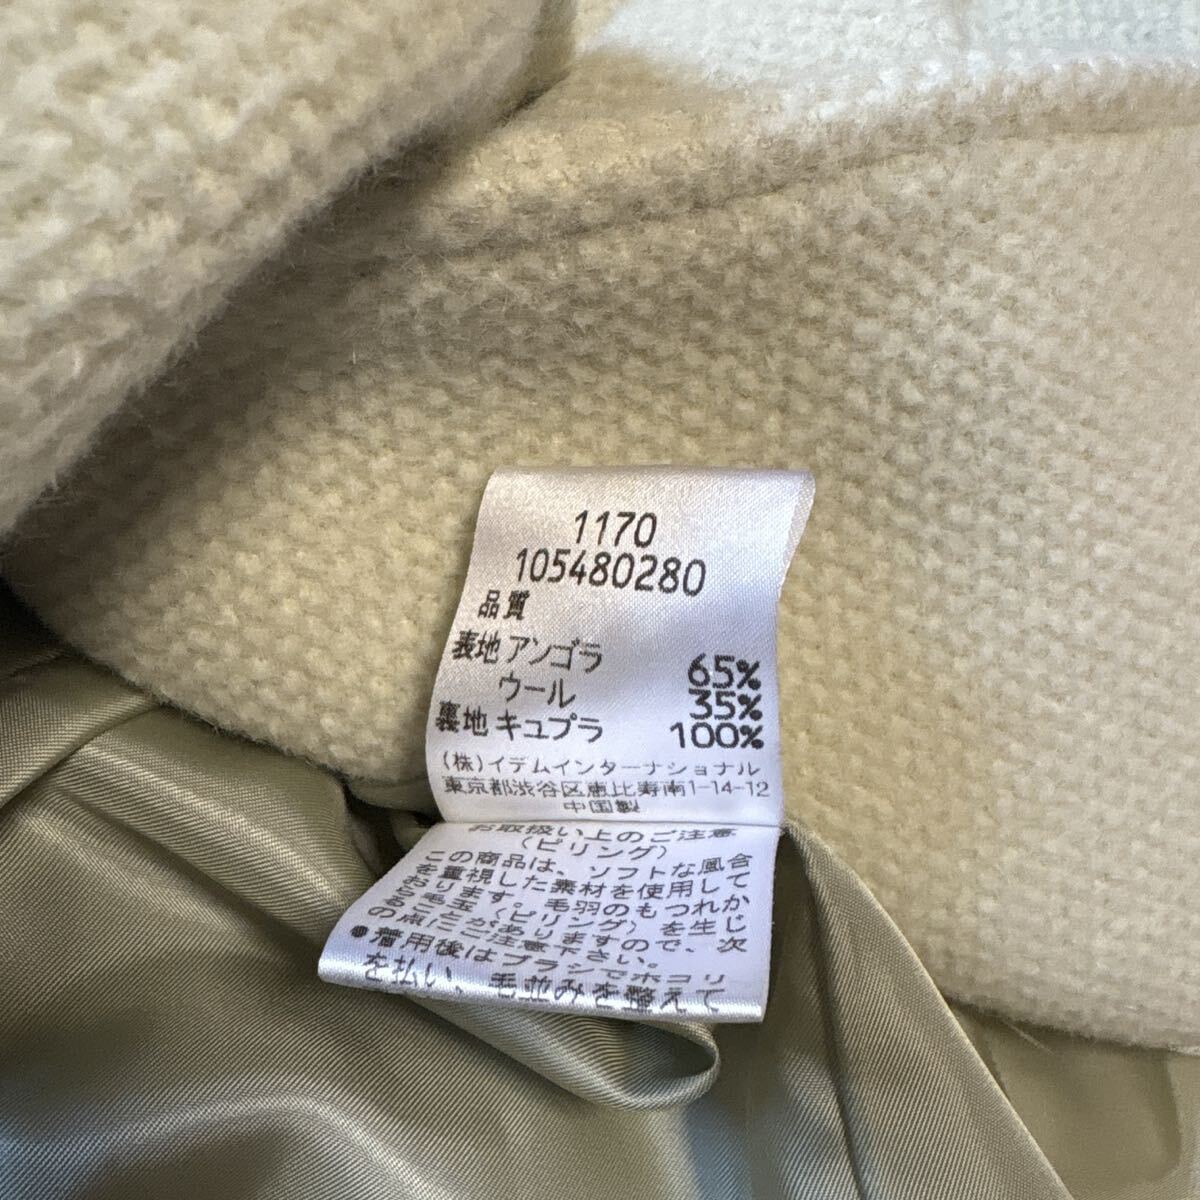 1170
105480280
品質
表地 アンゴラ 65%
ウール 35%
裏地 キュプラ 100%
(株)イデムインターナショナル
東京都渋谷区恵比寿南1-14-12
中国製
お取扱い上のご注意
(ピリング)
この商品は、ソフトな風合
を重視した素材を使用して
おります。毛羽のもつれか
ら毛玉(ピリング)を生じ
ることがありますので、次
の点にご注意下さい。
●着用後はブラシでホコリ
を払い、毛並みを整えて